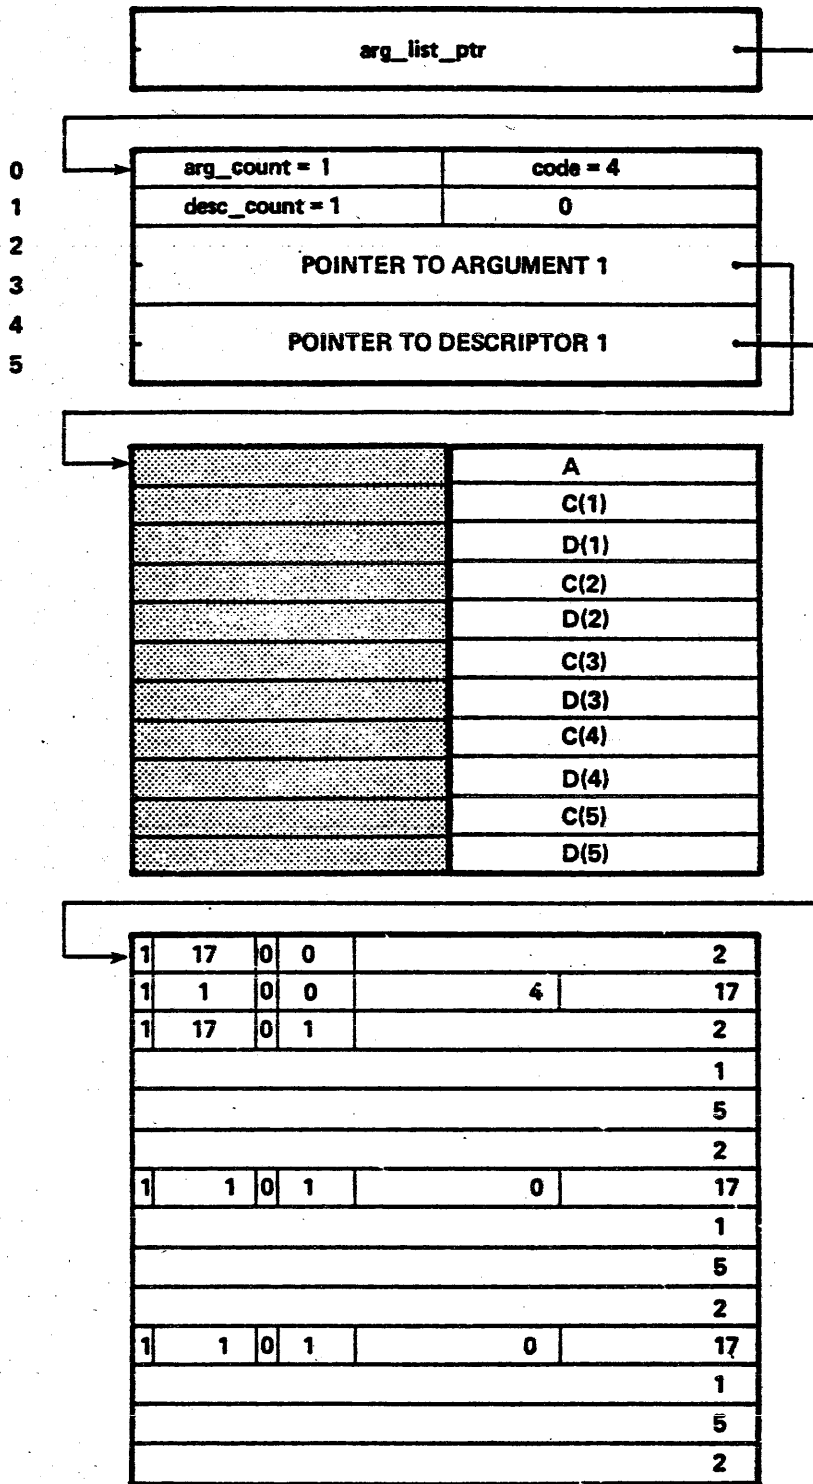 arg_list_ptr
0 arg_count = 1 code = 4
1 desc_count = 1 0
2
POINTER TO ARGUMENT 1
3
4
POINTER TO DESCRIPTOR 1
5
A
C(1)
D(1)
C(2)
D(2)
C(3)
D(3)
C(4)
D(4)
C(5)
D(5)
1 17 0 0 2
1 1 0 0 4 17
1 17 0 1 2
1
5
2
1 1 0 1 0 17
1
5
2
1 1 0 1 0 17
1
5
2